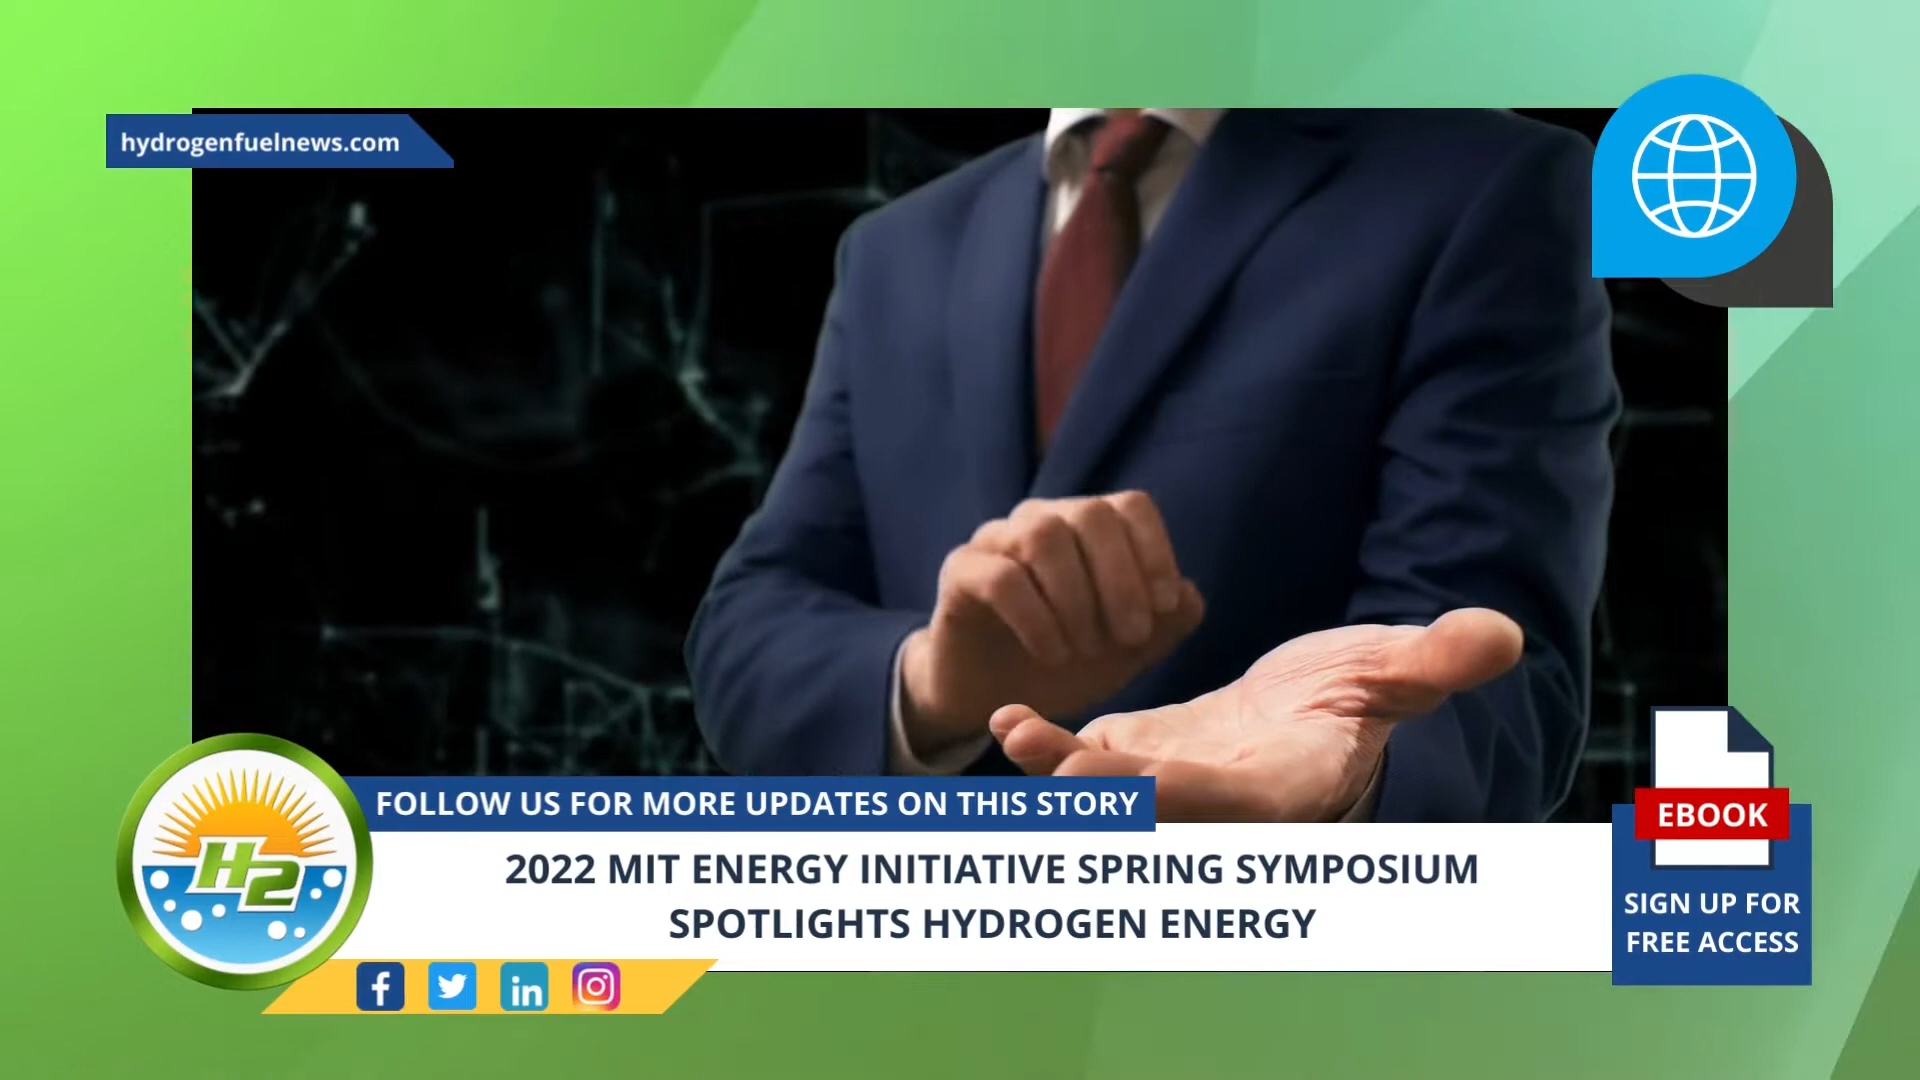 hydrogenfuelnews.com
FOLLOW US FOR MORE UPDATES ON THIS STORY
2022 MIT ENERGY INITIATIVE SPRING SYMPOSIUM
SPOTLIGHTS HYDROGEN ENERGY
H2
EBOOK
SIGN UP FOR
FREE ACCESS